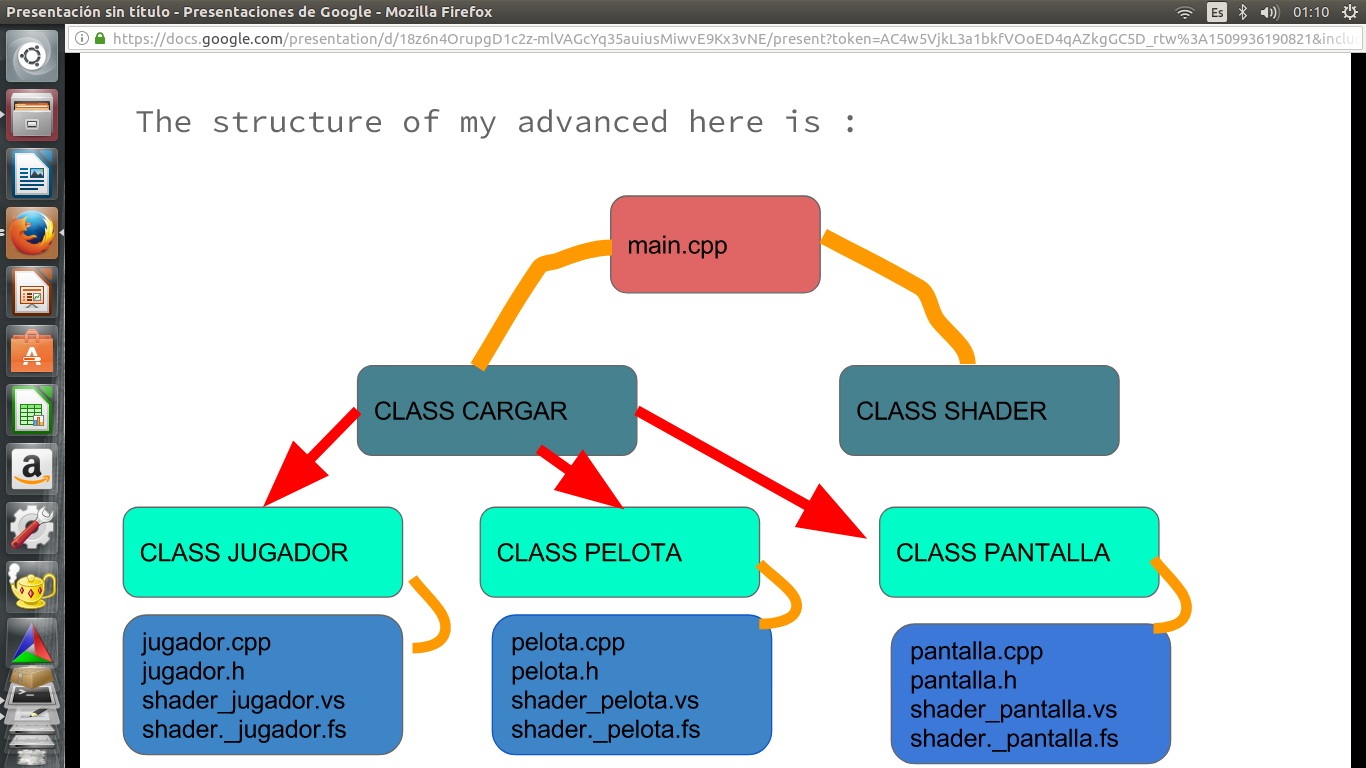 Presentación sin título - Presentaciones de Google - Mozilla Firefox
Es
01:10
https://docs.google.com/presentation/d/18z6n4OrupgD1c2z-mlVAGcYq35auiusMiwvE9Kx3vNE/present?token=AC4w5VjkL3a1bkfVOoED4qAZkgGC5D_rtw%3A1509936190821&inclu
The structure of my advanced here is :
main.cpp
CLASS CARGAR
CLASS SHADER
CLASS JUGADOR
CLASS PELOTA
CLASS PANTALLA
jugador.cpp
jugador.h
shader_jugador.vs
shader._jugador.fs
pelota.cpp
pelota.h
shader_pelota.vs
shader._pelota.fs
pantalla.cpp
pantalla.h
shader_pantalla.vs
shader._pantalla.fs